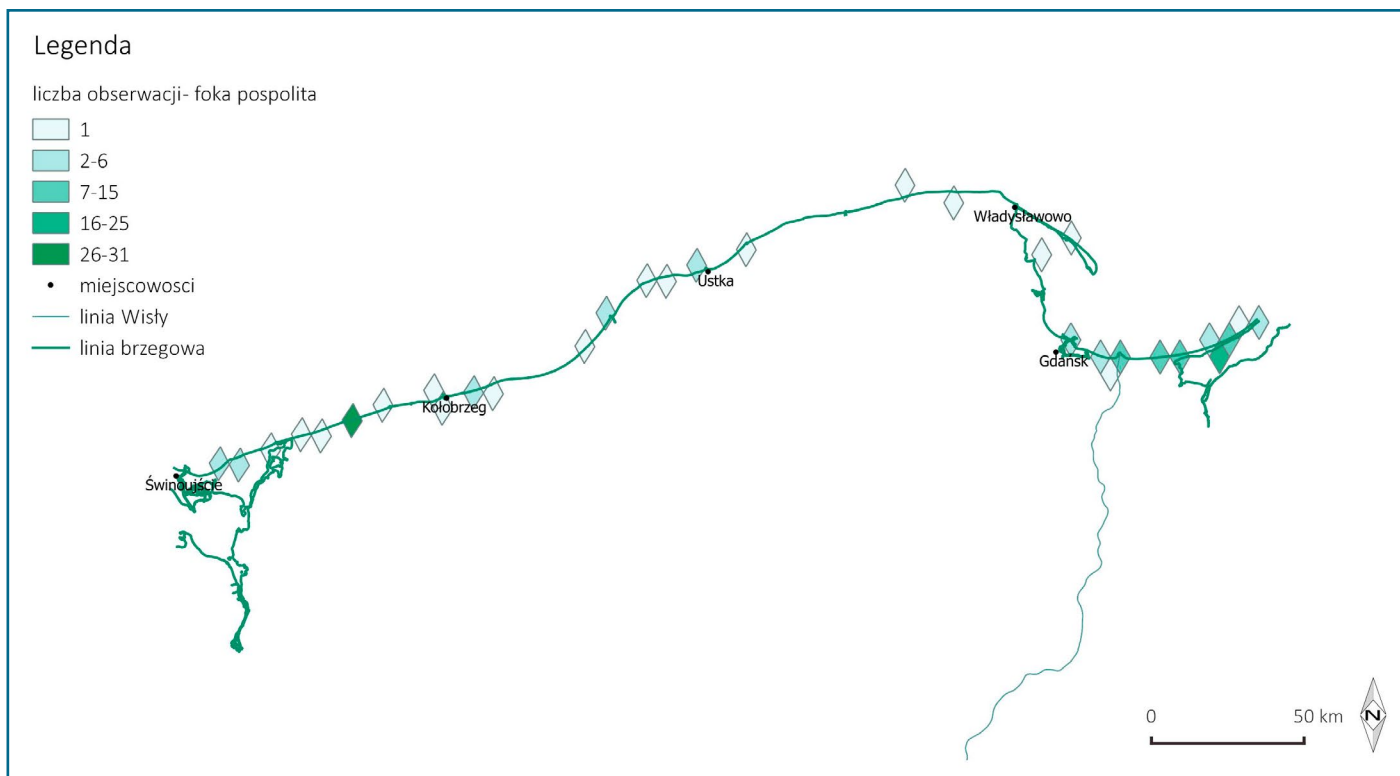 Legenda
liczba obserwacji- foka pospolita
1
2-6
7-15
16-25
26-31
miejscowosci
linia Wisły
linia brzegowa
Władysławowo
Ustka
Gdańsk
Kołobrzeg
Świnoujście
0 50 km
N